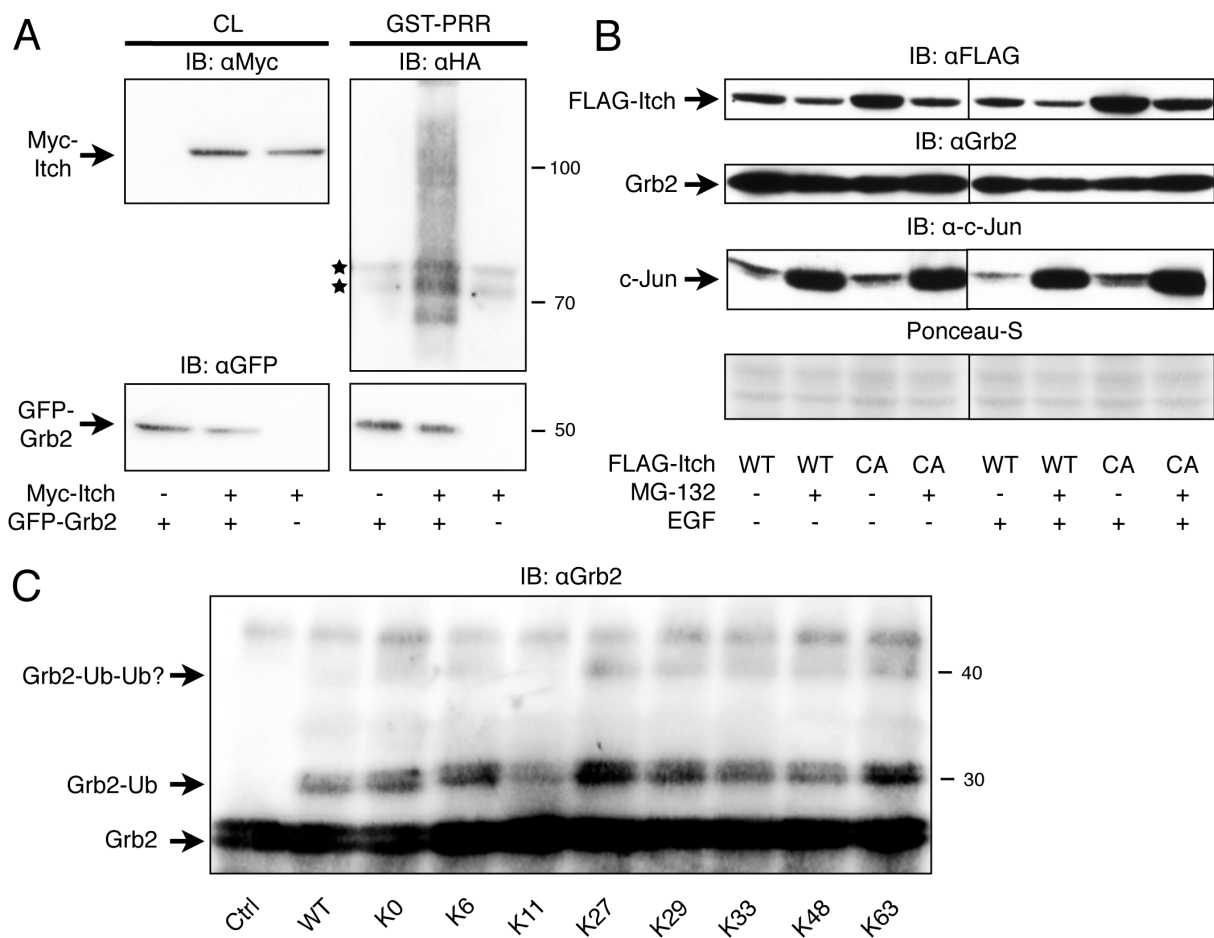 A
CL
GST-PRR
IB: αMyc
IB: αHA
Myc-
Itch
100
70
IB: αGFP
GFP-
Grb2
50
Myc-Itch - + + - + +
GFP-Grb2 + + - + + -
B
IB: αFLAG
FLAG-Itch
IB: αGrb2
Grb2
IB: α-c-Jun
c-Jun
Ponceau-S
FLAG-Itch WT WT CA CA WT WT CA CA
MG-132 - + - + - + - +
EGF - - - - + + + +
C
IB: αGrb2
Grb2-Ub-Ub?
40
Grb2-Ub
30
Grb2
Ctrl WT K0 K6 K11 K27 K29 K33 K48 K63